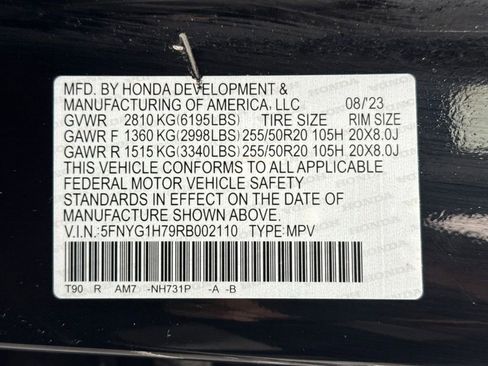 MFD. BY HONDA DEVELOPMENT &
MANUFACTURING OF AMERICA, LLC 08/'23
GVWR 2810 KG(6195LBS) TIRE SIZE RIM SIZE
GAWR F 1360 KG(2998LBS) 255/50R20 105H 20X8.0J
GAWR R 1515 KG(3340LBS) 255/50R20 105H 20X8.0J
THIS VEHICLE CONFORMS TO ALL APPLICABLE
FEDERAL MOTOR VEHICLE SAFETY
STANDARDS IN EFFECT ON THE DATE OF
MANUFACTURE SHOWN ABOVE.
V.I.N.:5FNYG1H79RB002110 TYPE:MPV
T90 R AM7 -NH731P -A -B